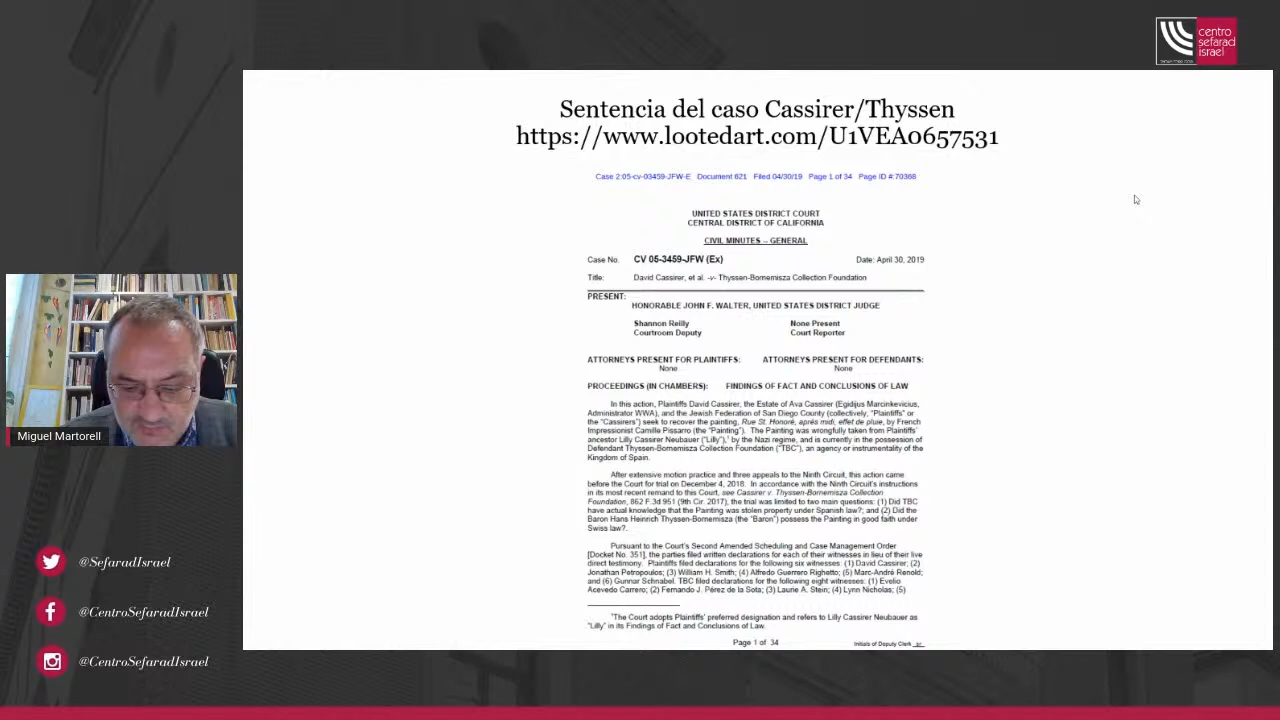 centro
sefarad
israel
Sentencia del caso Cassirer/Thyssen
https://www.lootedart.com/U1VEA0657531
Case 2:05-cv-03459-JFW-E Document 621 Filed 04/30/19 Page 1 of 34 Page ID #:70368
UNITED STATES DISTRICT COURT
CENTRAL DISTRICT OF CALIFORNIA
CIVIL MINUTES -- GENERAL
Case No. CV 05-3459-JFW (Ex) Date: April 30, 2019
Title: David Cassirer, et al. -v- Thyssen-Bornemisza Collection Foundation
PRESENT:
HONORABLE JOHN F. WALTER, UNITED STATES DISTRICT JUDGE
Shannon Reilly None Present
Courtroom Deputy Court Reporter
ATTORNEYS PRESENT FOR PLAINTIFFS: ATTORNEYS PRESENT FOR DEFENDANTS:
None None
PROCEEDINGS (IN CHAMBERS): FINDINGS OF FACT AND CONCLUSIONS OF LAW
In this action, Plaintiffs David Cassirer, the Estate of Ava Cassirer (Egidijus Marcinkevicius,
Administrator WWA), and the Jewish Federation of San Diego County (collectively, "Plaintiffs" or
the "Cassirers") seek to recover the painting, Rue St. Honoré, après midi, effet de pluie, by French
Impressionist Camille Pissarro (the "Painting"). The Painting was wrongfully taken from Plaintiffs'
ancestor Lilly Cassirer Neubauer ("Lilly"),¹ by the Nazi regime, and is currently in the possession of
Defendant Thyssen-Bornemisza Collection Foundation ("TBC"), an agency or instrumentality of the
Kingdom of Spain.
After extensive motion practice and three appeals to the Ninth Circuit, this action came
before the Court for trial on December 4, 2018. In accordance with the Ninth Circuit's instructions
in its most recent remand to this Court, see Cassirer v. Thyssen-Bornemisza Collection
Foundation, 862 F.3d 951 (9th Cir. 2017), the trial was limited to two main questions: (1) Did TBC
have actual knowledge that the Painting was stolen property under Spanish law?; and (2) Did the
Baron Hans Heinrich Thyssen-Bornemisza (the "Baron") possess the Painting in good faith under
Swiss law?.
Pursuant to the Court's Second Amended Scheduling and Case Management Order
[Docket No. 351], the parties filed written declarations for each of their witnesses in lieu of their live
direct testimony. Plaintiffs filed declarations for the following six witnesses: (1) David Cassirer; (2)
Jonathan Petropoulos; (3) William H. Smith; (4) Alfredo Guerrero Righetto; (5) Marc-André Renold;
and (6) Gunnar Schnabel. TBC filed declarations for the following eight witnesses: (1) Evelio
Acevedo Carrero; (2) Fernando J. Pérez de la Sota; (3) Laurie A. Stein; (4) Lynn Nicholas; (5)
¹The Court adopts Plaintiffs' preferred designation and refers to Lilly Cassirer Neubauer as
"Lilly" in its Findings of Fact and Conclusions of Law.
Page 1 of 34 Initials of Deputy Clerk
Miguel Martorell
@SefaradIsrael
@CentroSefaradIsrael
@CentroSefaradIsrael